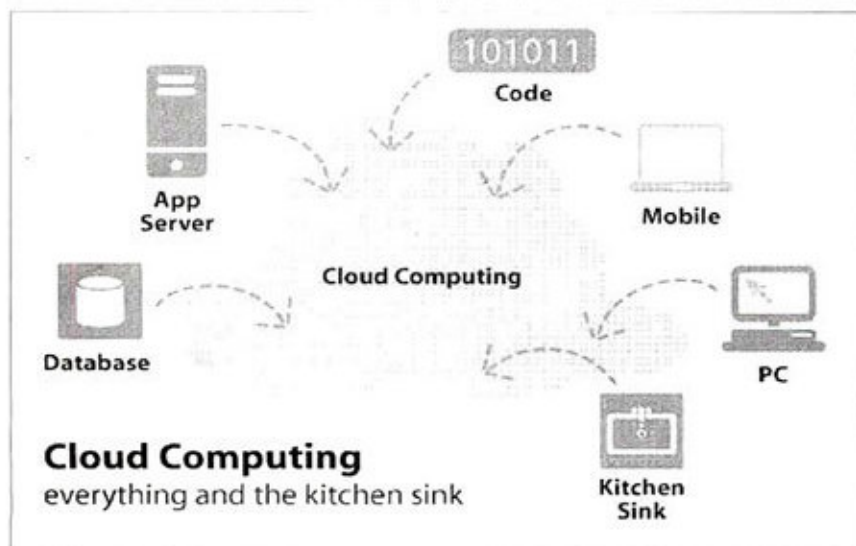 101011
Code
App
Server
Mobile
Cloud Computing
Database
PC
Cloud Computing
everything and the kitchen sink
Kitchen
Sink